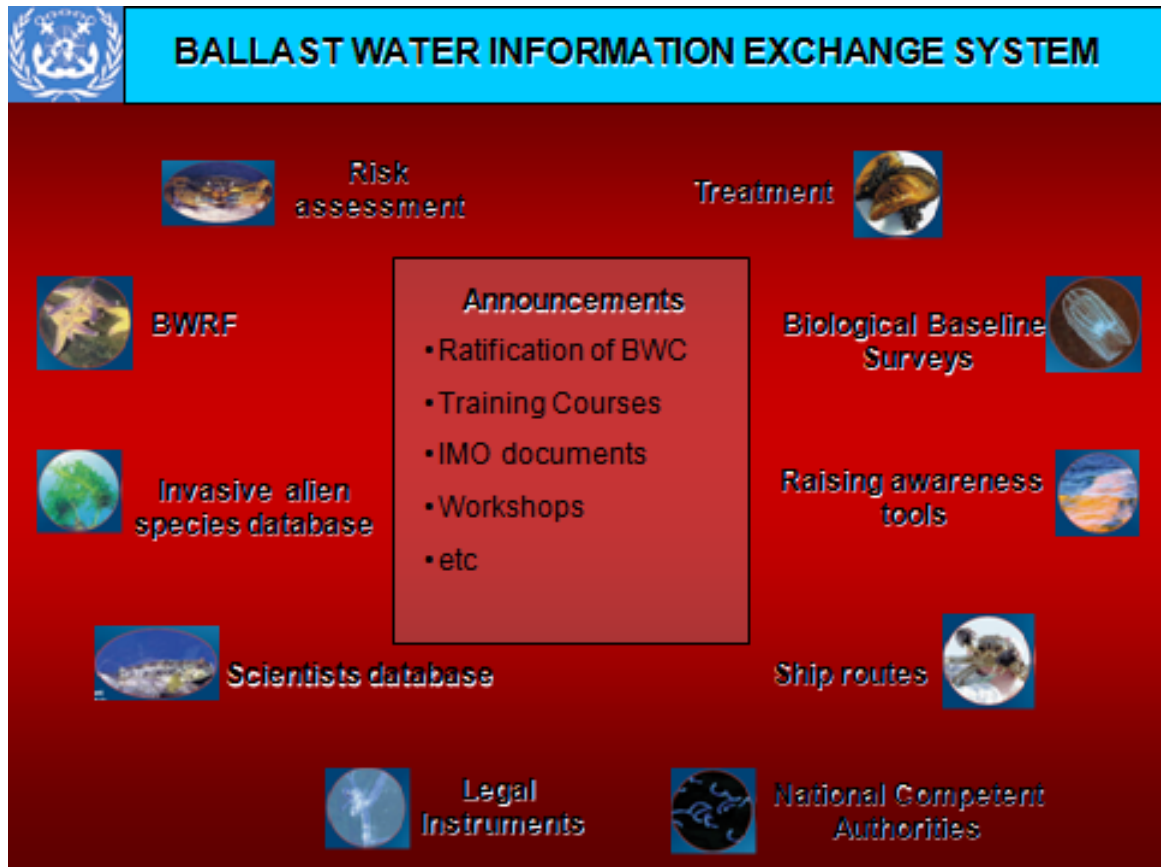 BALLAST WATER INFORMATION EXCHANGE SYSTEM
Risk
assessment
Treatment
BWRF
Announcements
• Ratification of BWC
• Training Courses
• IMO documents
• Workshops
• etc
Biological Baseline
Surveys
Invasive alien
species database
Raising awareness
tools
Scientists database
Ship routes
Legal
Instruments
National Competent
Authorities